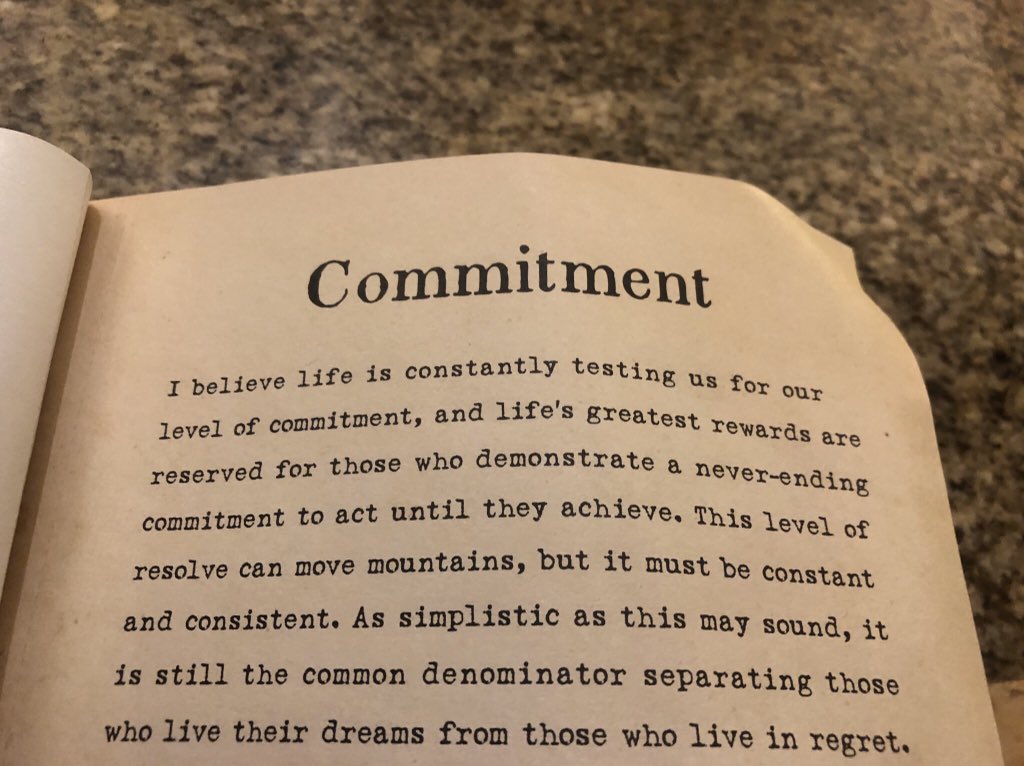 Commitment
I believe life is constantly testing us for our
level of commitment, and life's greatest rewards are
reserved for those who demonstrate a never-ending
commitment to act until they achieve. This level of
resolve can move mountains, but it must be constant
and consistent. As simplistic as this may sound, it
is still the common denominator separating those
who live their dreams from those who live in regret.